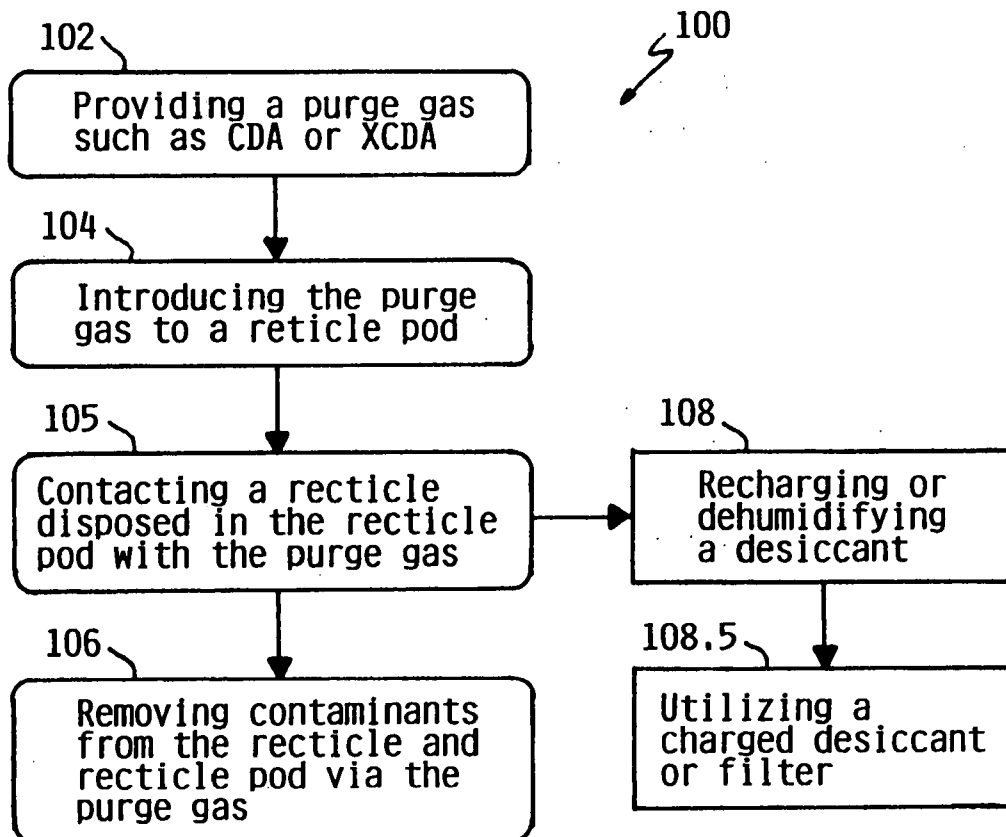 100
102
Providing a purge gas
such as CDA or XCDA
104
Introducing the purge
gas to a reticle pod
105
Contacting a recticle
disposed in the recticle
pod with the purge gas
108
Recharging or
dehumidifying
a desiccant
106
Removing contaminants
from the recticle and
recticle pod via the
purge gas
108.5
Utilizing a
charged desiccant
or filter